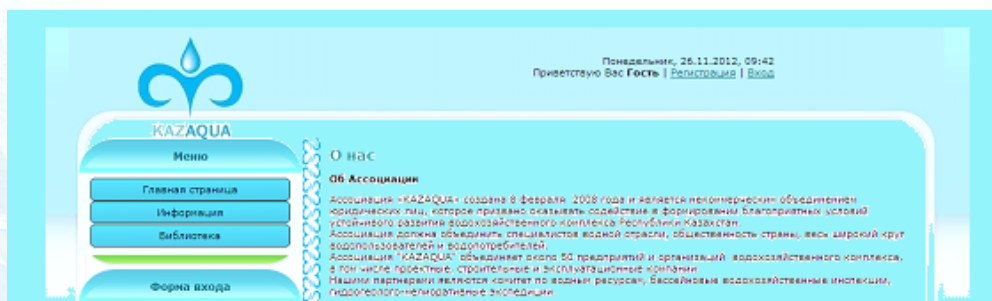 Понедельник, 26.11.2012, 09:42
Приветствую Вас Гость | Регистрация | Вход
KAZAQUA
Меню
Главная страница
Информация
Библиотека
Форма входа
О нас
Об Ассоциации
Ассоциация «KAZAQUA» создана 8 февраля 2008 года и является некоммерческим объединением
юридических лиц, которое призвано оказывать содействие в формировании благоприятных условий
устойчивого развития водохозяйственного комплекса Республики Казахстан.
Ассоциация должна объединить специалистов водной отрасли, общественность страны, весь широкий круг
водопользователей и водопотребителей.
Ассоциация "KAZAQUA" объединяет около 50 предприятий и организаций водохозяйственного комплекса,
в том числе проектные, строительные и эксплуатационные компании.
Нашими партнерами являются комитет по водным ресурсам, бассейновые водохозяйственные инспекции,
гидрогеолого-мелиоративные экспедиции